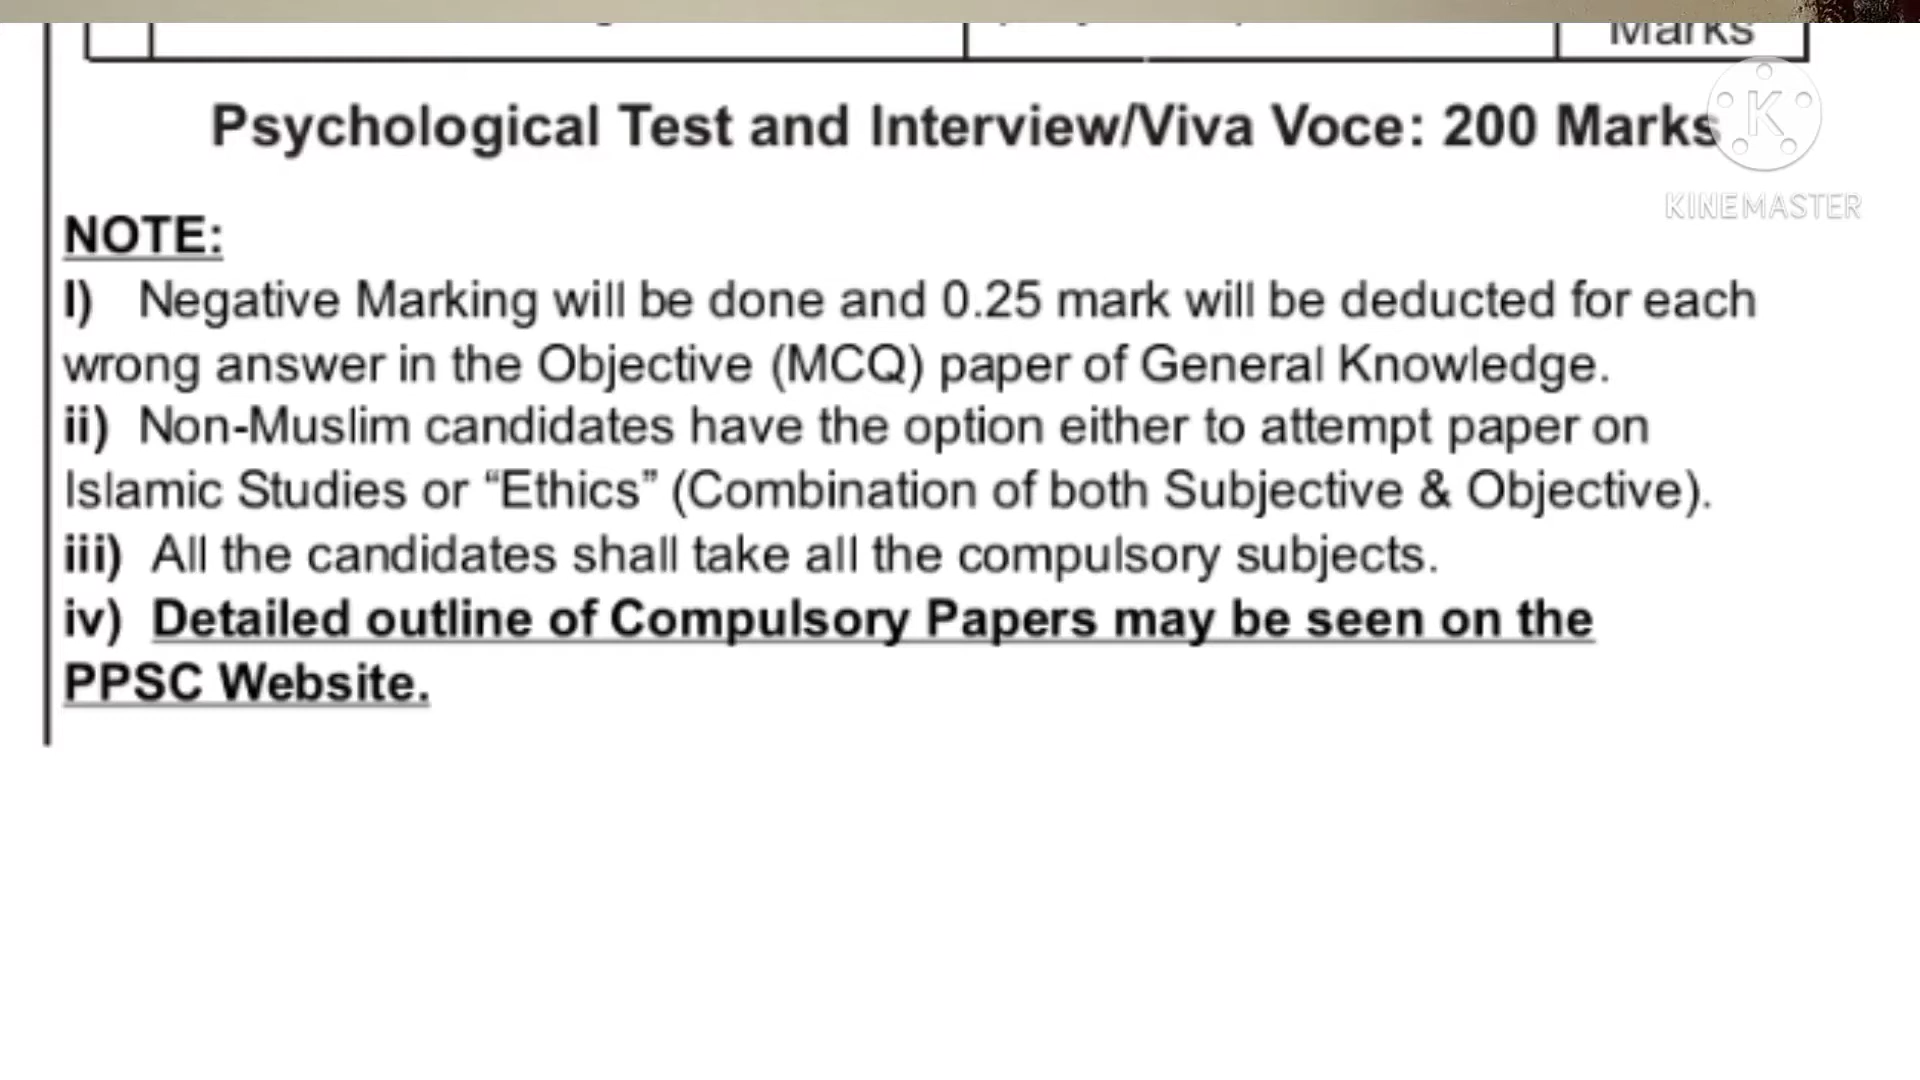 Marks
Psychological Test and Interview/Viva Voce: 200 Marks
K
KINEMASTER
NOTE:
I) Negative Marking will be done and 0.25 mark will be deducted for each
wrong answer in the Objective (MCQ) paper of General Knowledge.
ii) Non-Muslim candidates have the option either to attempt paper on
Islamic Studies or “Ethics” (Combination of both Subjective & Objective).
iii) All the candidates shall take all the compulsory subjects.
iv) Detailed outline of Compulsory Papers may be seen on the
PPSC Website.